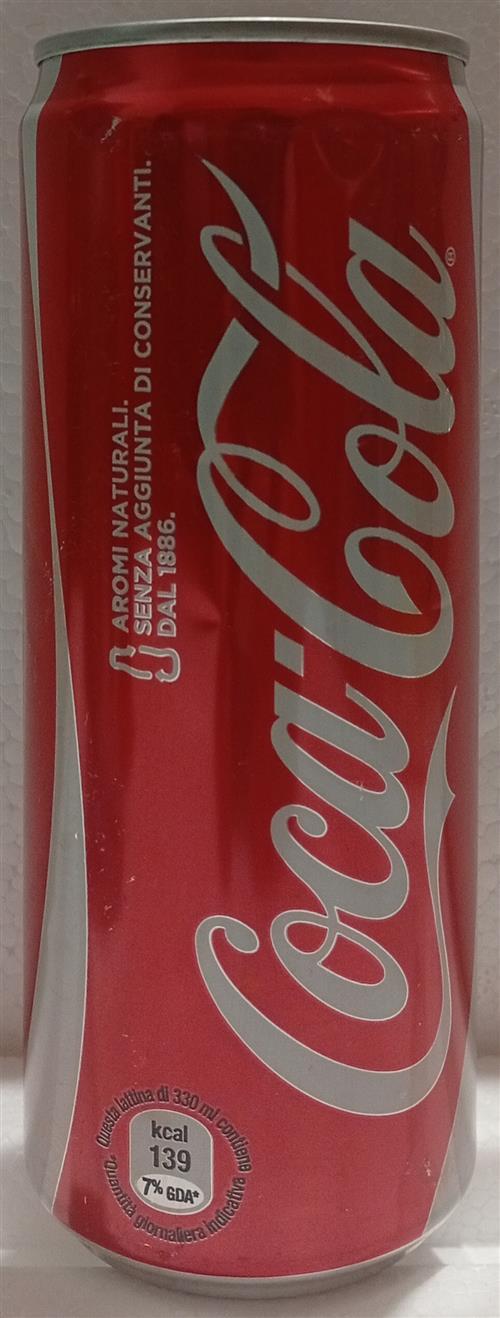 AROMI NATURALI.
SENZA AGGIUNTA DI CONSERVANTI.
DAL 1886.
Coca-Cola®
Questa lattina di 330 ml contiene
kcal
139
7% GDA*
*Quantità giornaliera indicativa